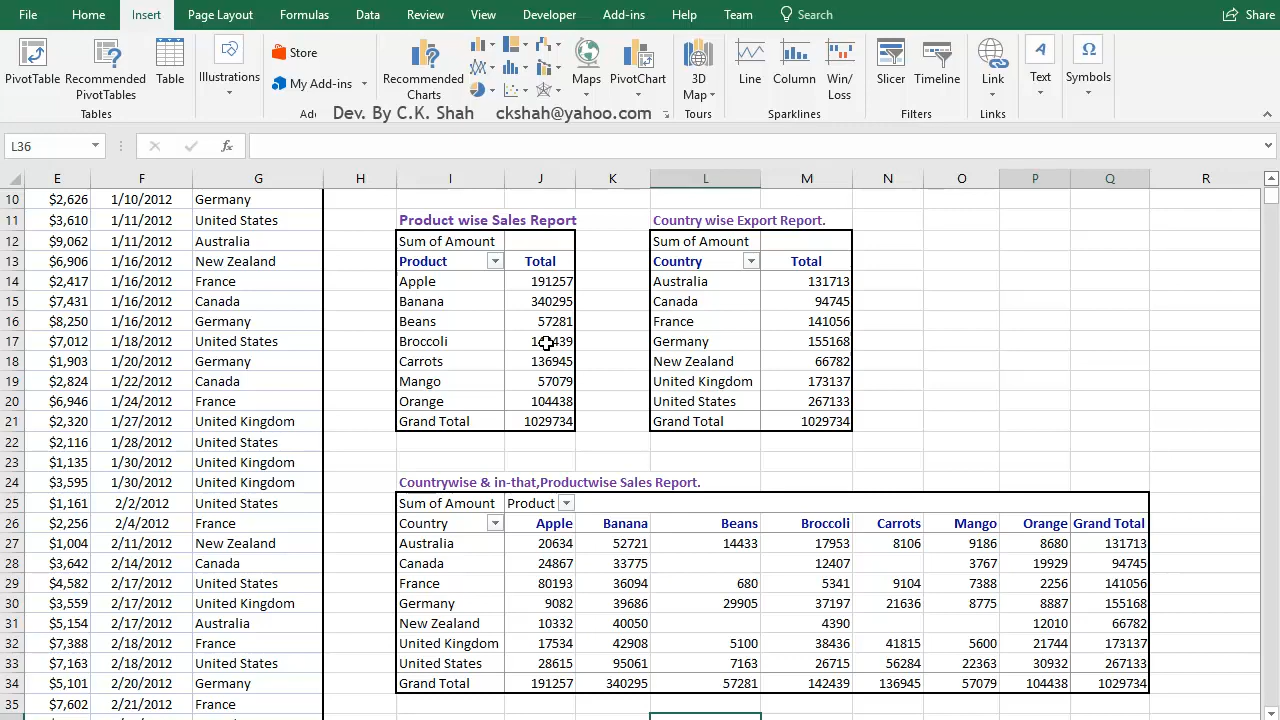 File Home Insert Page Layout Formulas Data Review View Developer Add-ins Help Team Search Share
PivotTable Recommended PivotTables Table Illustrations Store My Add-ins Recommended Charts Maps PivotChart 3D Map Line Column Win/Loss Slicer Timeline Link Text Symbols
Tables Tours Sparklines Filters Links
Dev. By C.K. Shah ckshah@yahoo.com
L36 fx
E F G H I J K L M N O P Q R
10 $2,626 1/10/2012 Germany
11 $3,610 1/11/2012 United States Product wise Sales Report Country wise Export Report.
12 $9,062 1/11/2012 Australia Sum of Amount Sum of Amount
13 $6,906 1/16/2012 New Zealand Product Total Country Total
14 $2,417 1/16/2012 France Apple 191257 Australia 131713
15 $7,431 1/16/2012 Canada Banana 340295 Canada 94745
16 $8,250 1/16/2012 Germany Beans 57281 France 141056
17 $7,012 1/18/2012 United States Broccoli Germany 155168
18 $1,903 1/20/2012 Germany Carrots 136945 New Zealand 66782
19 $2,824 1/22/2012 Canada Mango 57079 United Kingdom 173137
20 $6,946 1/24/2012 France Orange 104438 United States 267133
21 $2,320 1/27/2012 United Kingdom Grand Total 1029734 Grand Total 1029734
22 $2,116 1/28/2012 United States
23 $1,135 1/30/2012 United Kingdom
24 $3,595 1/30/2012 United Kingdom Countrywise & in-that,Productwise Sales Report.
25 $1,161 2/2/2012 United States Sum of Amount Product
26 $2,256 2/4/2012 France Country Apple Banana Beans Broccoli Carrots Mango Orange Grand Total
27 $1,004 2/11/2012 New Zealand Australia 20634 52721 14433 17953 8106 9186 8680 131713
28 $3,642 2/14/2012 Canada Canada 24867 33775 12407 3767 19929 94745
29 $4,582 2/17/2012 United States France 80193 36094 680 5341 9104 7388 2256 141056
30 $3,559 2/17/2012 United Kingdom Germany 9082 39686 29905 37197 21636 8775 8887 155168
31 $5,154 2/17/2012 Australia New Zealand 10332 40050 4390 12010 66782
32 $7,388 2/18/2012 France United Kingdom 17534 42908 5100 38436 41815 5600 21744 173137
33 $7,163 2/18/2012 United States United States 28615 95061 7163 26715 56284 22363 30932 267133
34 $5,101 2/20/2012 Germany Grand Total 191257 340295 57281 142439 136945 57079 104438 1029734
35 $7,602 2/21/2012 France